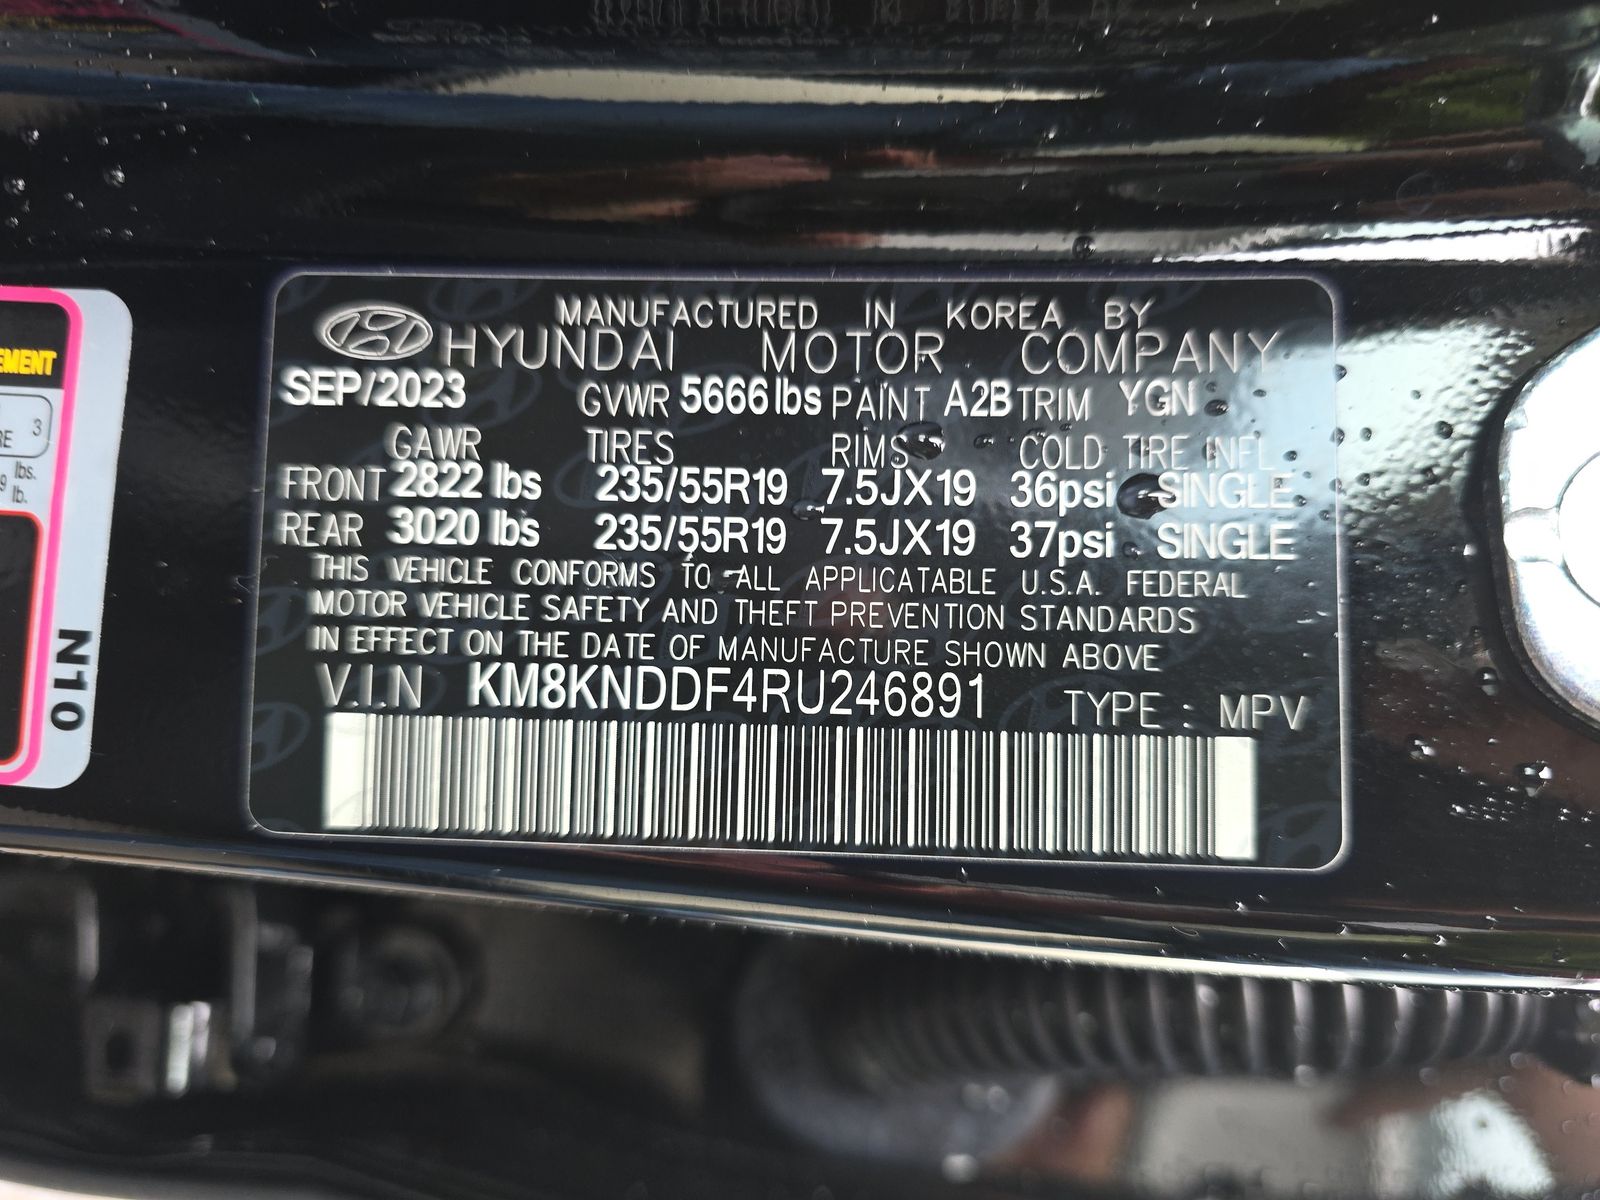 MANUFACTURED IN KOREA BY
HYUNDAI MOTOR COMPANY
SEP/2023 GVWR 5666lbs PAINT A2B TRIM YGN
GAWR TIRES RIMS COLD TIRE INFL
FRONT 2822 lbs 235/55R19 7.5JX19 36psi SINGLE
REAR 3020 lbs 235/55R19 7.5JX19 37psi SINGLE
THIS VEHICLE CONFORMS TO ALL APPLICATABLE U.S.A. FEDERAL
MOTOR VEHICLE SAFETY AND THEFT PREVENTION STANDARDS
IN EFFECT ON THE DATE OF MANUFACTURE SHOWN ABOVE
V.I.N KM8KNDDF4RU246891 TYPE : MPV
3
lbs.
lb.
N10